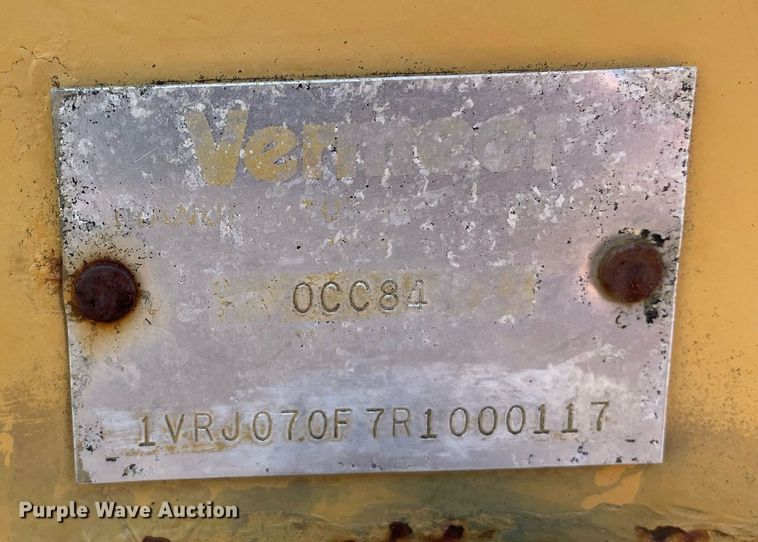 Vermeer
0CC84
1VRJ070F7R1000117
Purple Wave Auction®